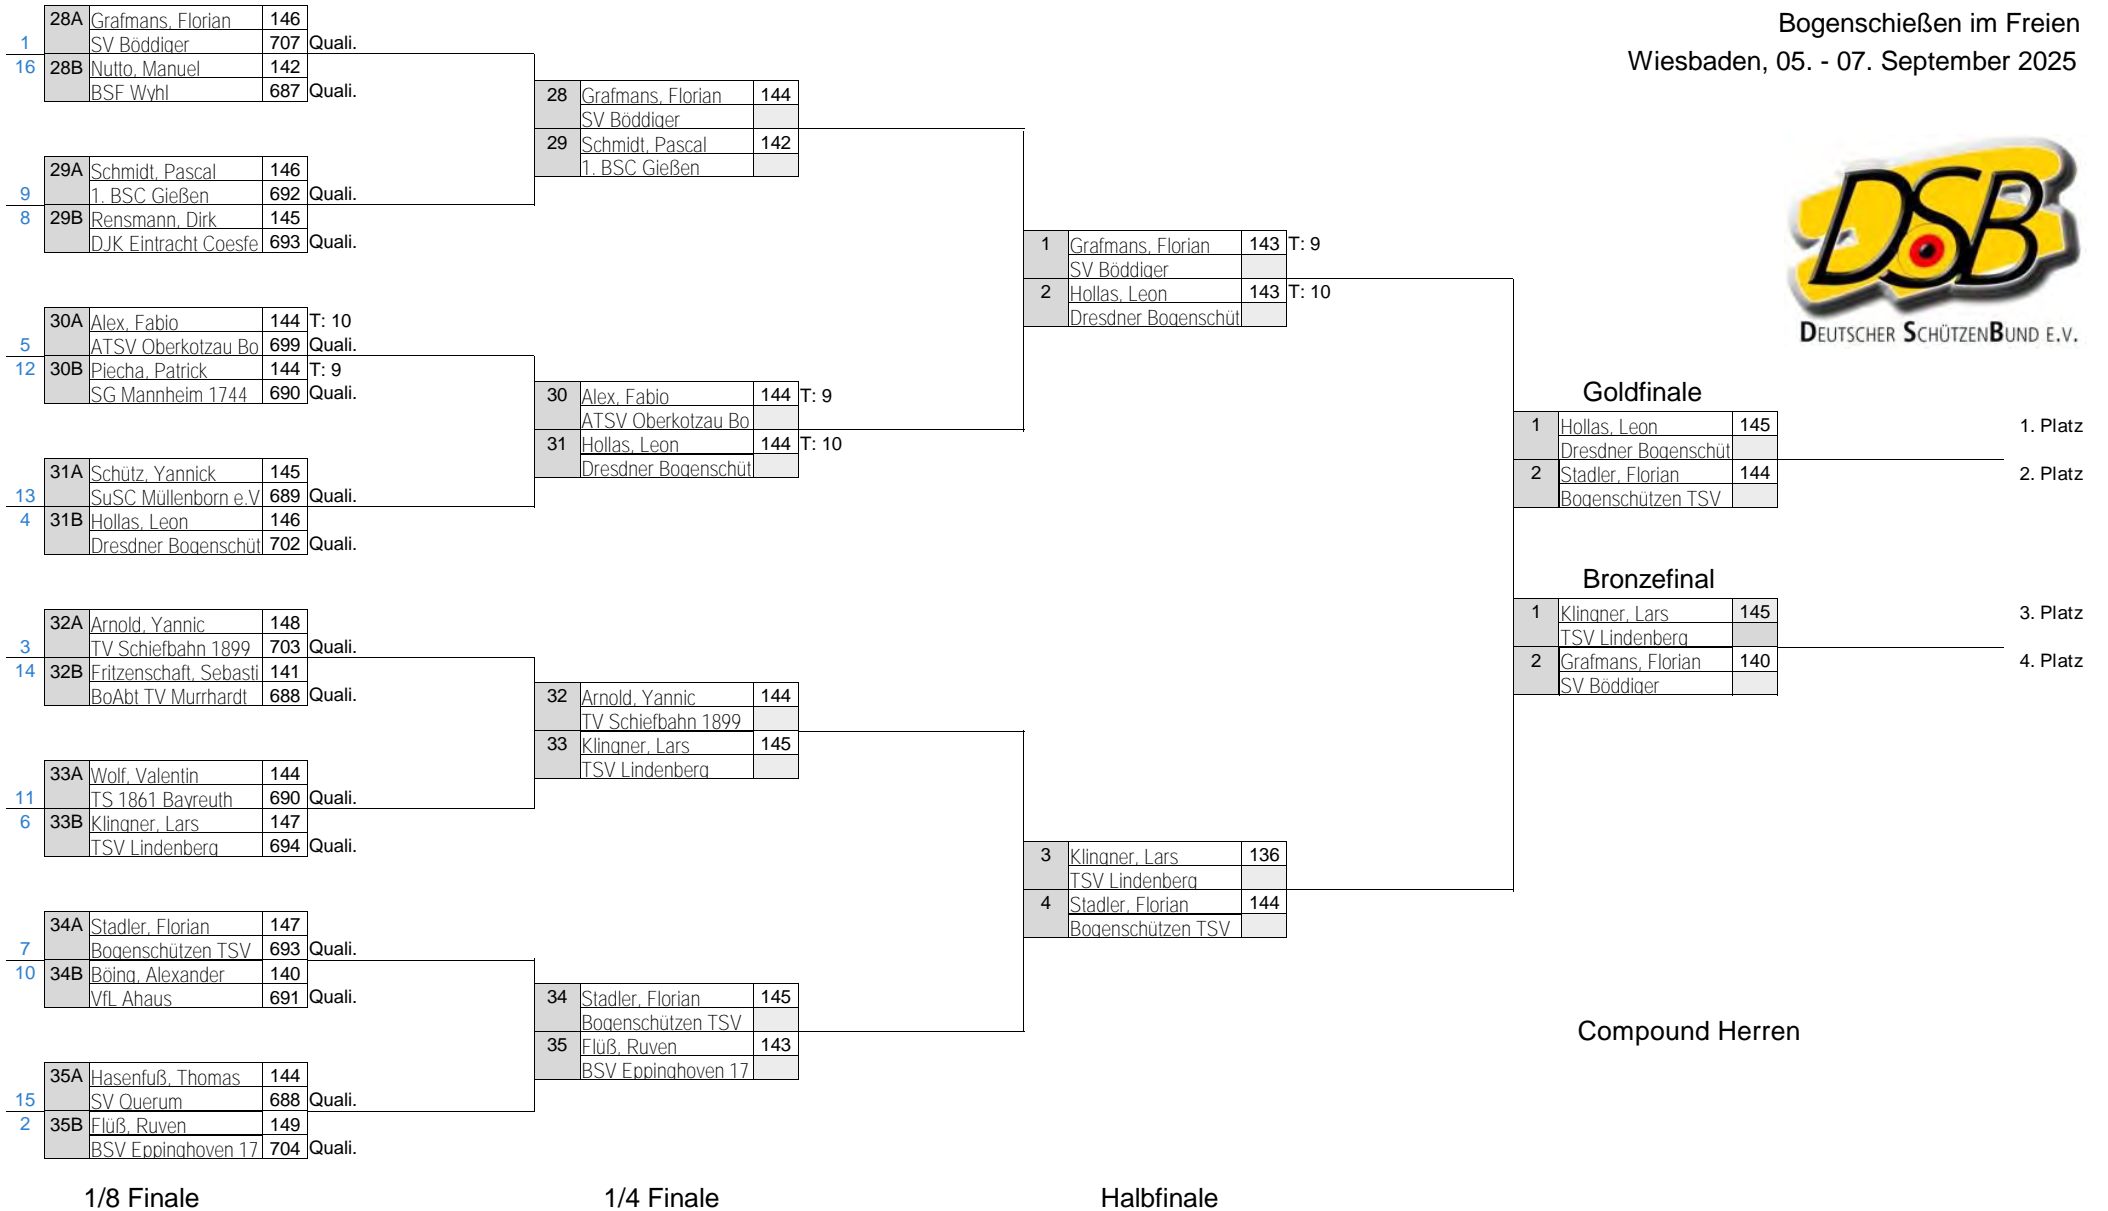 Bogenschießen im Freien
Wiesbaden, 05. - 07. September 2025
DSB
DEUTSCHER SCHÜTZENBUND E.V.
28A Grafmans, Florian 146
1 SV Böddiger 707 Quali.
16 28B Nutto, Manuel 142
BSF Wyhl 687 Quali.
29A Schmidt, Pascal 146
9 1. BSC Gießen 692 Quali.
8 29B Rensmann, Dirk 145
DJK Eintracht Coesfe 693 Quali.
30A Alex, Fabio 144 T: 10
5 ATSV Oberkotzau Bo 699 Quali.
12 30B Piecha, Patrick 144 T: 9
SG Mannheim 1744 690 Quali.
31A Schütz, Yannick 145
13 SuSC Müllenborn e.V 689 Quali.
4 31B Hollas, Leon 146
Dresdner Bogenschüt 702 Quali.
32A Arnold, Yannic 148
3 TV Schiefbahn 1899 703 Quali.
14 32B Fritzenschaft, Sebasti 141
BoAbt TV Murrhardt 688 Quali.
33A Wolf, Valentin 144
11 TS 1861 Bayreuth 690 Quali.
6 33B Klingner, Lars 147
TSV Lindenberg 694 Quali.
34A Stadler, Florian 147
7 Bogenschützen TSV 693 Quali.
10 34B Böing, Alexander 140
VfL Ahaus 691 Quali.
35A Hasenfuß, Thomas 144
15 SV Querum 688 Quali.
2 35B Flüß, Ruven 149
BSV Eppinghoven 17 704 Quali.
1/8 Finale
28 Grafmans, Florian 144
SV Böddiger
29 Schmidt, Pascal 142
1. BSC Gießen
30 Alex, Fabio 144 T: 9
ATSV Oberkotzau Bo
31 Hollas, Leon 144 T: 10
Dresdner Bogenschüt
32 Arnold, Yannic 144
TV Schiefbahn 1899
33 Klingner, Lars 145
TSV Lindenberg
34 Stadler, Florian 145
Bogenschützen TSV
35 Flüß, Ruven 143
BSV Eppinghoven 17
1/4 Finale
1 Grafmans, Florian 143 T: 9
SV Böddiger
2 Hollas, Leon 143 T: 10
Dresdner Bogenschüt
3 Klingner, Lars 136
TSV Lindenberg
4 Stadler, Florian 144
Bogenschützen TSV
Halbfinale
Goldfinale
1 Hollas, Leon 145 1. Platz
Dresdner Bogenschüt
2 Stadler, Florian 144 2. Platz
Bogenschützen TSV
Bronzefinal
1 Klingner, Lars 145 3. Platz
TSV Lindenberg
2 Grafmans, Florian 140 4. Platz
SV Böddiger
Compound Herren